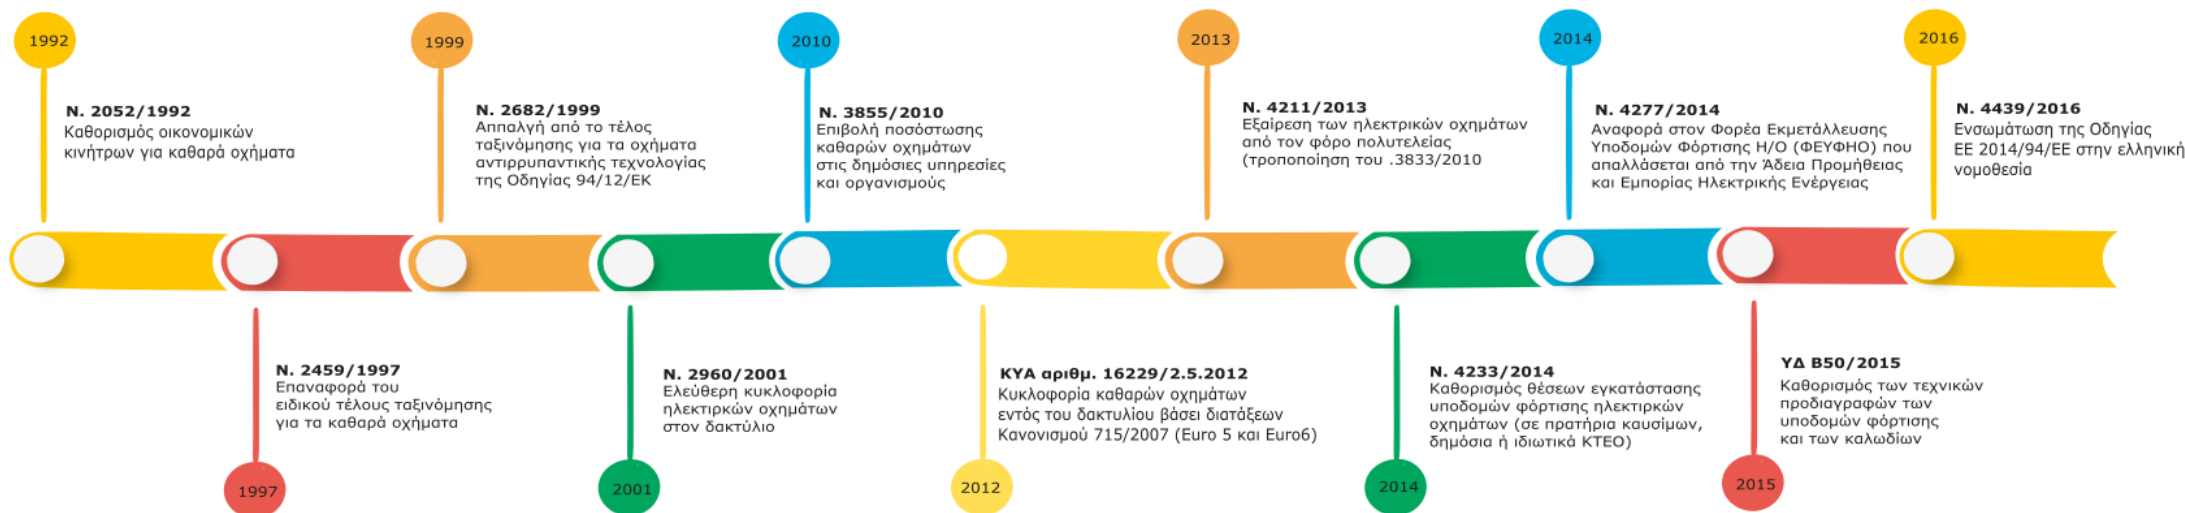 1992
Ν. 2052/1992
Καθορισμός οικονομικών
κινήτρων για καθαρά οχήματα
1997
Ν. 2459/1997
Επαναφορά του
ειδικού τέλους ταξινόμησης
για τα καθαρά οχήματα
1999
Ν. 2682/1999
Αππαλγή από το τέλος
ταξινόμησης για τα οχήματα
αντιρρυπαντικής τεχνολογίας
της Οδηγίας 94/12/ΕΚ
2001
Ν. 2960/2001
Ελεύθερη κυκλοφορία
ηλεκτιρκών οχημάτων
στον δακτύλιο
2010
Ν. 3855/2010
Επιβολή ποσόστωσης
καθαρών οχημάτων
στις δημόσιες υπηρεσίες
και οργανισμούς
2012
ΚΥΑ αριθμ. 16229/2.5.2012
Κυκλοφορία καθαρών οχημάτων
εντός του δακτυλίου βάσει διατάξεων
Κανονισμού 715/2007 (Euro 5 και Euro6)
2013
Ν. 4211/2013
Εξαίρεση των ηλεκτρικών οχημάτων
από τον φόρο πολυτελείας
(τροποποίηση του .3833/2010
2014
Ν. 4233/2014
Καθορισμός θέσεων εγκατάστασης
υποδομών φόρτισης ηλεκτιρκών
οχημάτων (σε πρατήρια καυσίμων,
δημόσια ή ιδιωτικά ΚΤΕΟ)
2014
Ν. 4277/2014
Αναφορά στον Φορέα Εκμετάλλευσης
Υποδομών Φόρτισης Η/Ο (ΦΕΥΦΗΟ) που
απαλλάσεται από την Άδεια Προμήθειας
και Εμπορίας Ηλεκτρικής Ενέργειας
2015
ΥΔ Β50/2015
Καθορισμός των τεχνικών
προδιαγραφών των
υποδομών φόρτισης
και των καλωδίων
2016
Ν. 4439/2016
Ενσωμάτωση της Οδηγίας
ΕΕ 2014/94/ΕΕ στην ελληνική
νομοθεσία